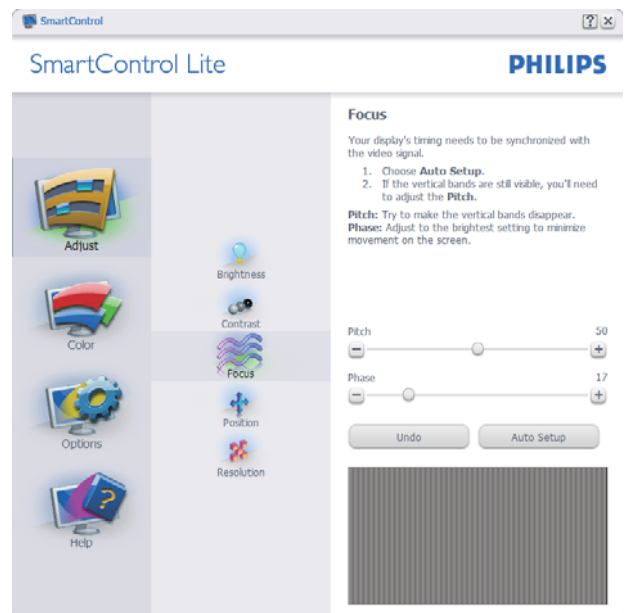 SmartControl
SmartControl Lite
PHILIPS
Adjust
Color
Options
Help
Brightness
Contrast
Focus
Position
Resolution
Focus
Your display's timing needs to be synchronized with
the video signal.
1. Choose Auto Setup.
2. If the vertical bands are still visible, you'll need
to adjust the Pitch.
Pitch: Try to make the vertical bands disappear.
Phase: Adjust to the brightest setting to minimize
movement on the screen.
Pitch 50
Phase 17
Undo Auto Setup